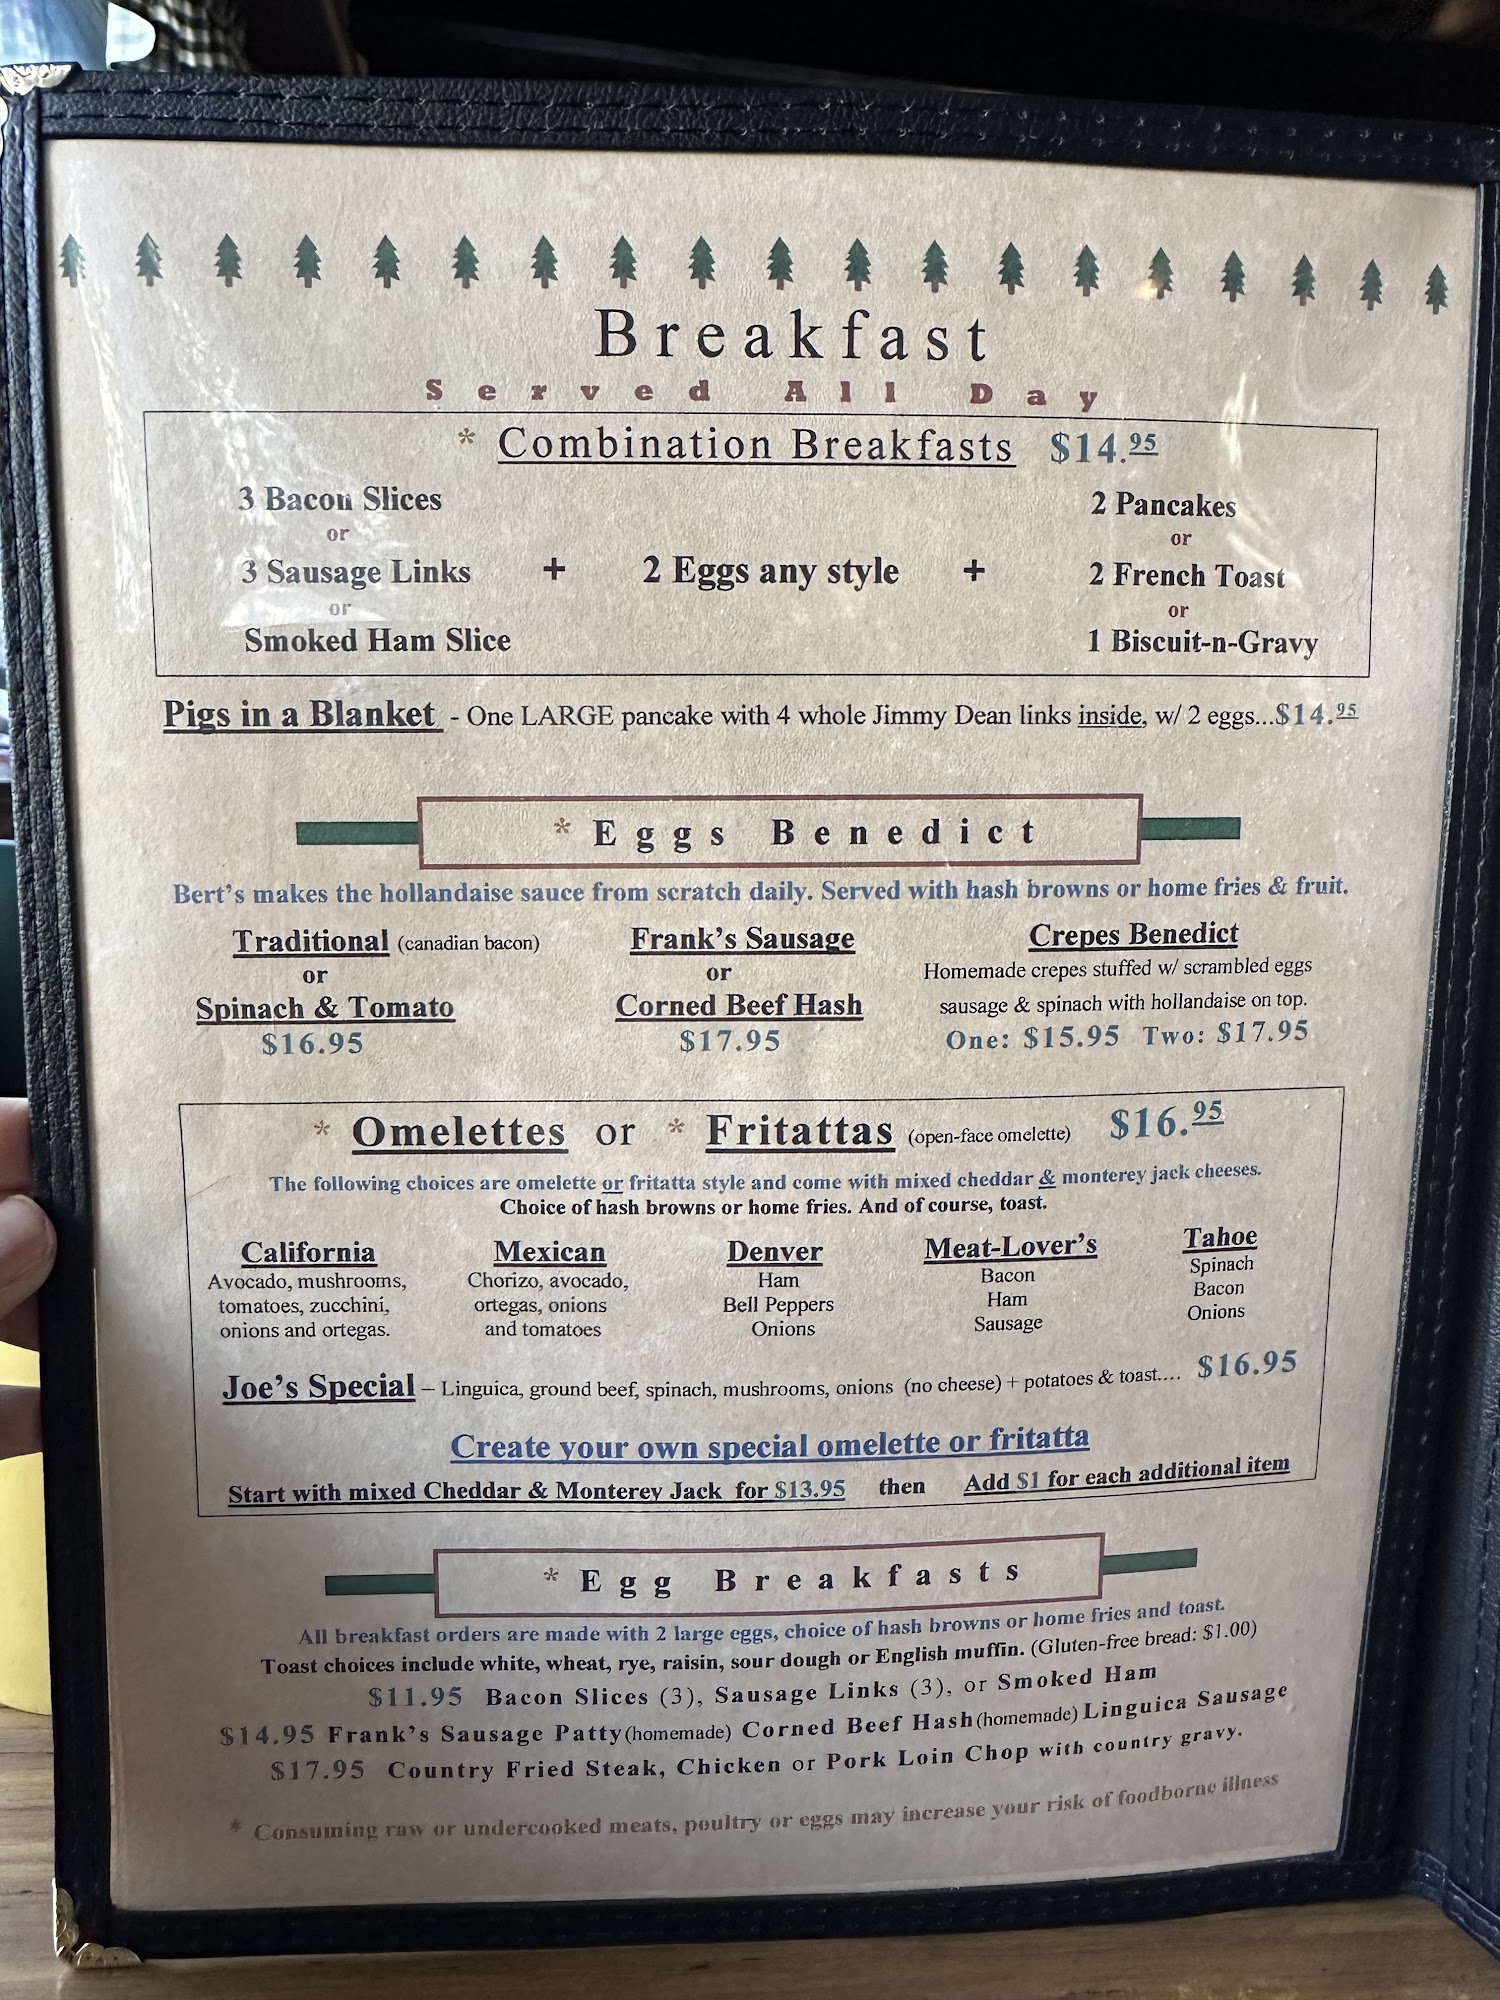 Breakfast
Served All Day
* Combination Breakfasts $14.95
3 Bacon Slices
or
3 Sausage Links
or
Smoked Ham Slice
+ 2 Eggs any style +
2 Pancakes
or
2 French Toast
or
1 Biscuit-n-Gravy
Pigs in a Blanket - One LARGE pancake with 4 whole Jimmy Dean links inside, w/ 2 eggs...$14.95
* Eggs Benedict
Bert's makes the hollandaise sauce from scratch daily. Served with hash browns or home fries & fruit.
Traditional (canadian bacon)
or
Spinach & Tomato
$16.95
Frank's Sausage
or
Corned Beef Hash
$17.95
Crepes Benedict
Homemade crepes stuffed w/ scrambled eggs
sausage & spinach with hollandaise on top.
One: $15.95 Two: $17.95
* Omelettes or * Fritattas (open-face omelette) $16.95
The following choices are omelette or fritatta style and come with mixed cheddar & monterey jack cheeses.
Choice of hash browns or home fries. And of course, toast.
California
Avocado, mushrooms,
tomatoes, zucchini,
onions and ortegas.
Mexican
Chorizo, avocado,
ortegas, onions
and tomatoes
Denver
Ham
Bell Peppers
Onions
Meat-Lover's
Bacon
Ham
Sausage
Tahoe
Spinach
Bacon
Onions
Joe's Special – Linguica, ground beef, spinach, mushrooms, onions (no cheese) + potatoes & toast.... $16.95
Create your own special omelette or fritatta
Start with mixed Cheddar & Monterey Jack for $13.95 then Add $1 for each additional item
* Egg Breakfasts
All breakfast orders are made with 2 large eggs, choice of hash browns or home fries and toast.
Toast choices include white, wheat, rye, raisin, sour dough or English muffin. (Gluten-free bread: $1.00)
$11.95 Bacon Slices (3), Sausage Links (3), or Smoked Ham
$14.95 Frank's Sausage Patty(homemade) Corned Beef Hash(homemade) Linguica Sausage
$17.95 Country Fried Steak, Chicken or Pork Loin Chop with country gravy.
* Consuming raw or undercooked meats, poultry or eggs may increase your risk of foodborne illness